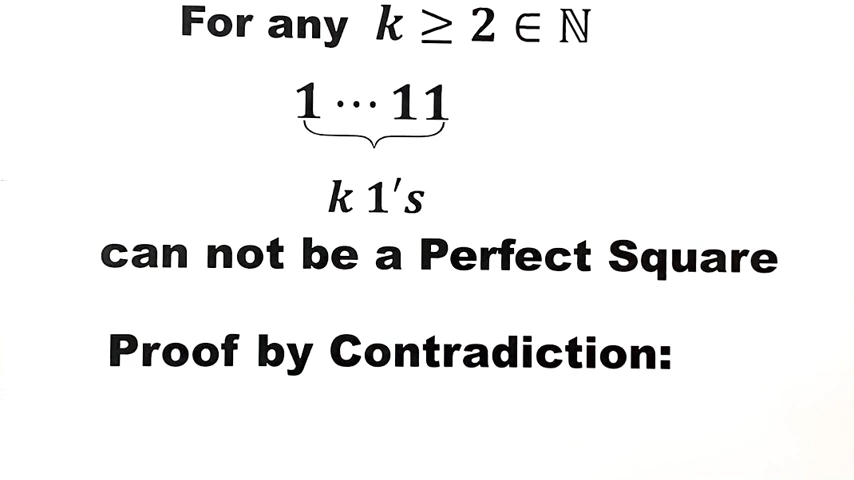 For any k ≥ 2 ∈ ℕ
1 ⋯ 11
k 1's
can not be a Perfect Square
Proof by Contradiction: